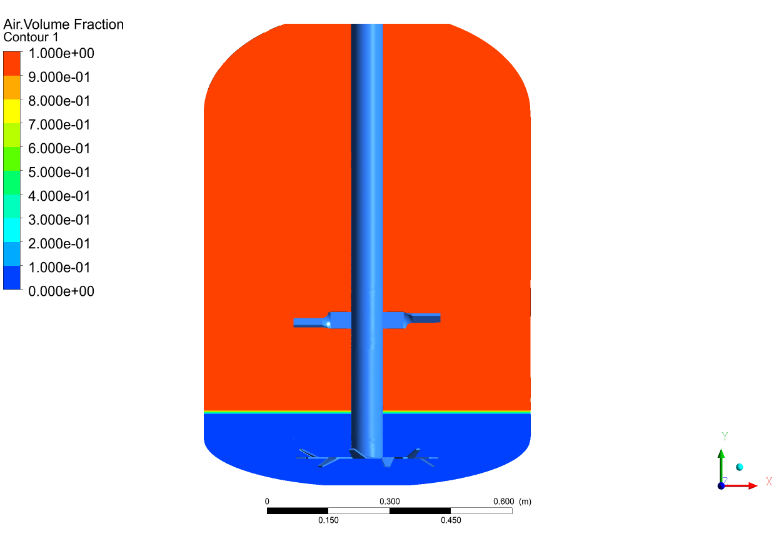 Air.Volume Fraction
Contour 1
1.000e+00
9.000e-01
8.000e-01
7.000e-01
6.000e-01
5.000e-01
4.000e-01
3.000e-01
2.000e-01
1.000e-01
0.000e+00
Y
Z
X
0 0.300 0.600 (m)
0.150 0.450